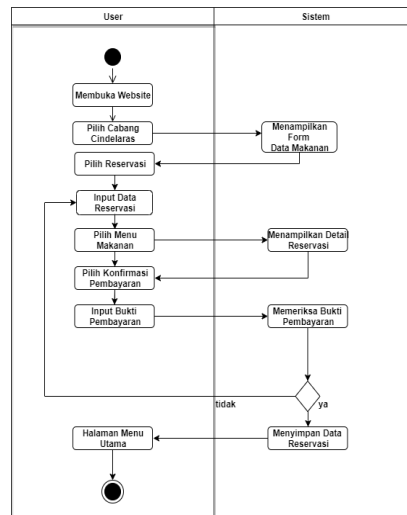 User
Sistem
Membuka Website
Pilih Cabang
Cindelaras
Menampilkan
Form
Data Makanan
Pilih Reservasi
Input Data
Reservasi
Pilih Menu
Makanan
Menampilkan Detail
Reservasi
Pilih Konfirmasi
Pembayaran
Input Bukti
Pembayaran
Memeriksa Bukti
Pembayaran
tidak
ya
Halaman Menu
Utama
Menyimpan Data
Reservasi